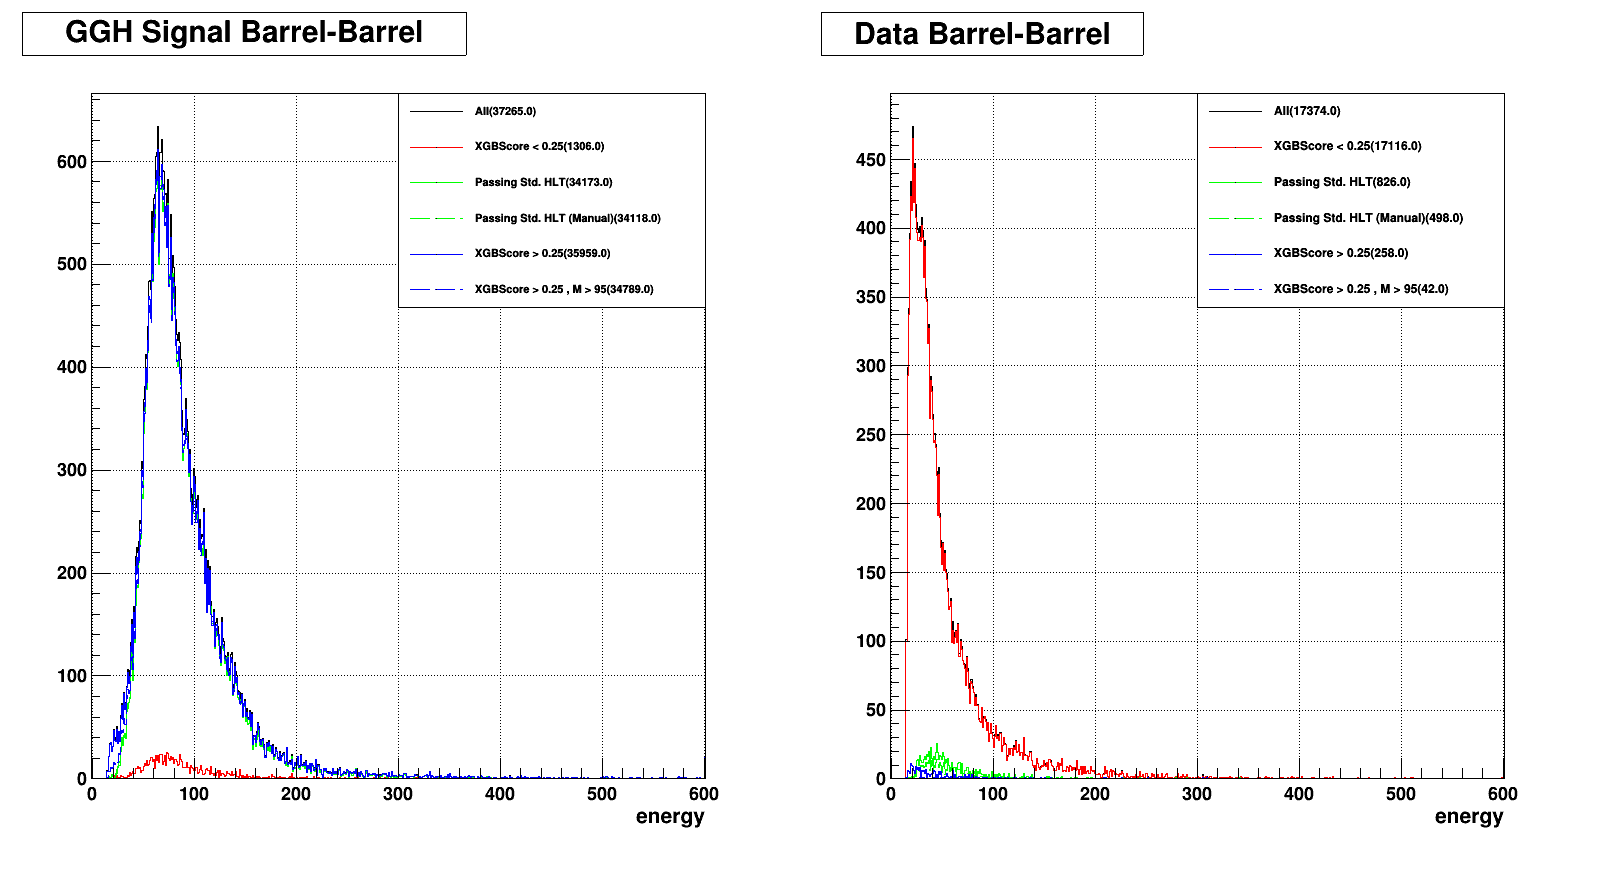 GGH Signal Barrel-Barrel
All(37265.0)
XGBScore < 0.25(1306.0)
Passing Std. HLT(34173.0)
Passing Std. HLT (Manual)(34118.0)
XGBScore > 0.25(35959.0)
XGBScore > 0.25 , M > 95(34789.0)
600
500
400
300
200
100
0
0 100 200 300 400 500 600
energy
Data Barrel-Barrel
All(17374.0)
XGBScore < 0.25(17116.0)
Passing Std. HLT(826.0)
Passing Std. HLT (Manual)(498.0)
XGBScore > 0.25(258.0)
XGBScore > 0.25 , M > 95(42.0)
450
400
350
300
250
200
150
100
50
0
0 100 200 300 400 500 600
energy